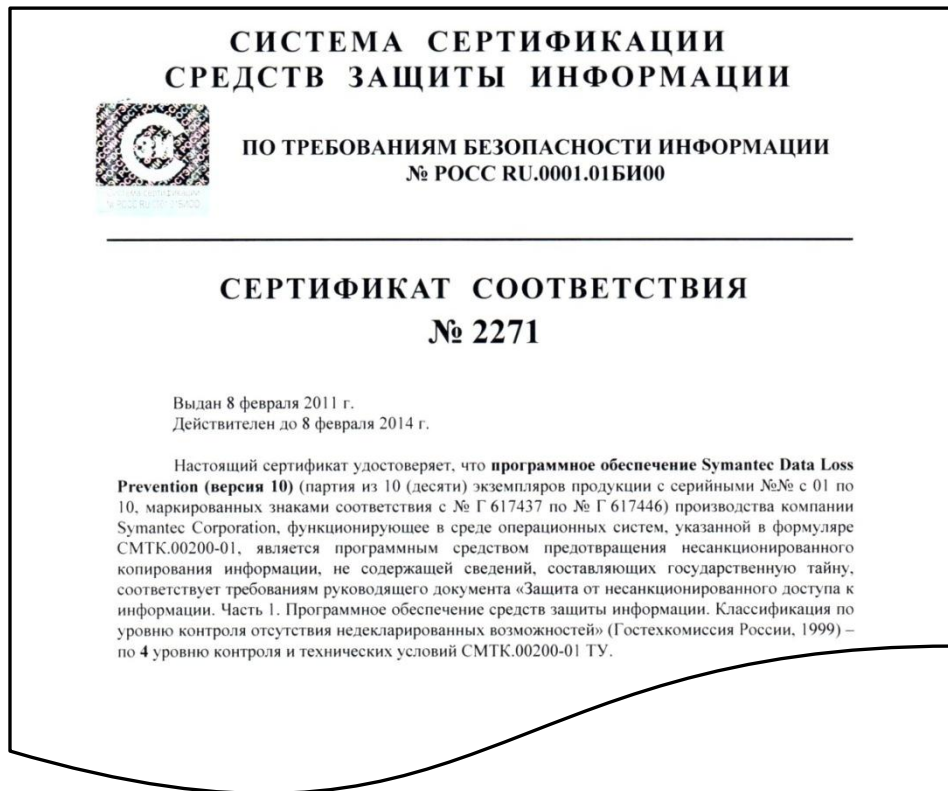 СИСТЕМА СЕРТИФИКАЦИИ
СРЕДСТВ ЗАЩИТЫ ИНФОРМАЦИИ
ПО ТРЕБОВАНИЯМ БЕЗОПАСНОСТИ ИНФОРМАЦИИ
№ РОСС RU.0001.01БИ00
СЕРТИФИКАТ СООТВЕТСТВИЯ
№ 2271
Выдан 8 февраля 2011 г.
Действителен до 8 февраля 2014 г.
Настоящий сертификат удостоверяет, что программное обеспечение Symantec Data Loss
Prevention (версия 10) (партия из 10 (десяти) экземпляров продукции с серийными №№ с 01 по
10, маркированных знаками соответствия с № Г 617437 по № Г 617446) производства компании
Symantec Corporation, функционирующее в среде операционных систем, указанной в формуляре
СМТК.00200-01, является программным средством предотвращения несанкционированного
копирования информации, не содержащей сведений, составляющих государственную тайну,
соответствует требованиям руководящего документа «Защита от несанкционированного доступа к
информации. Часть 1. Программное обеспечение средств защиты информации. Классификация по
уровню контроля отсутствия недекларированных возможностей» (Гостехкомиссия России, 1999) –
по 4 уровню контроля и технических условий СМТК.00200-01 ТУ.